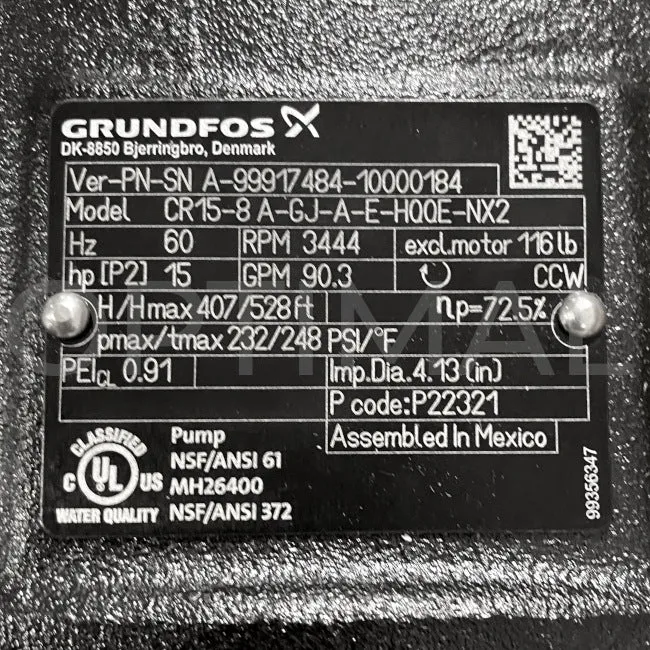 GRUNDFOS
DK-8850 Bjerringbro, Denmark
Ver-PN-SN A-99917484-10000184
Model CR15-8 A-GJ-A-E-HQQE-NX2
Hz 60 RPM 3444 excl.motor 116 lb
hp [P2] 15 GPM 90.3 CCW
H/Hmax 407/528 ft ηp=72.5%
pmax/tmax 232/248 PSI/°F
PEICL 0.91 Imp.Dia. 4.13 (in)
P code:P22321
Assembled In Mexico
99356347
CLASSIFIED
C UL US
WATER QUALITY
Pump
NSF/ANSI 61
MH26400
NSF/ANSI 372
OPTIMAL